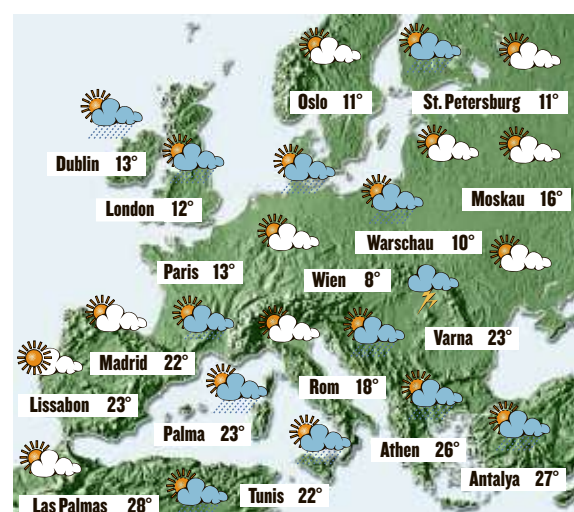 Oslo 11°
St. Petersburg 11°
Dublin 13°
Moskau 16°
London 12°
Warschau 10°
Paris 13°
Wien 8°
Varna 23°
Madrid 22°
Rom 18°
Lissabon 23°
Palma 23°
Athen 26°
Antalya 27°
Tunis 22°
Las Palmas 28°